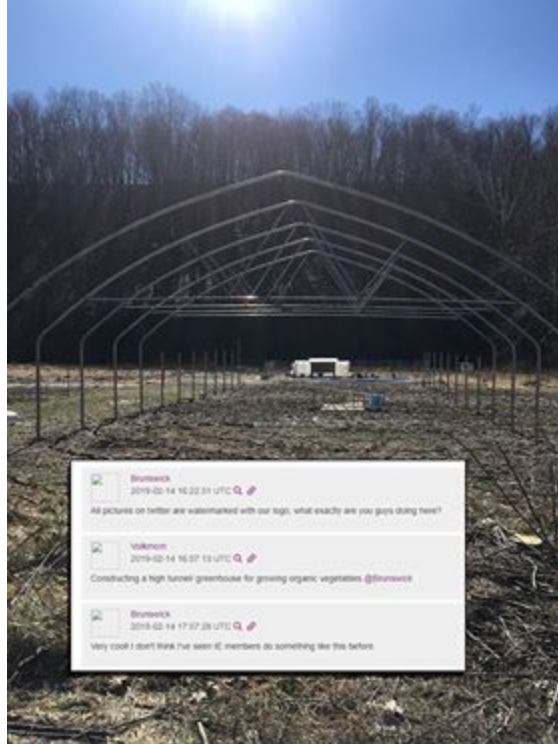 Brunswick
2019-02-14 16:22:51 UTC
All pictures on twitter are watermarked with our logo, what exactly are you guys doing here?
Volkmom
2019-02-14 16:57:13 UTC
Constructing a high tunnel greenhouse for growing organic vegetables @Brunswick
Brunswick
2019-02-14 17:07:28 UTC
Very cool! I don't think I've seen IE members do something like this before.